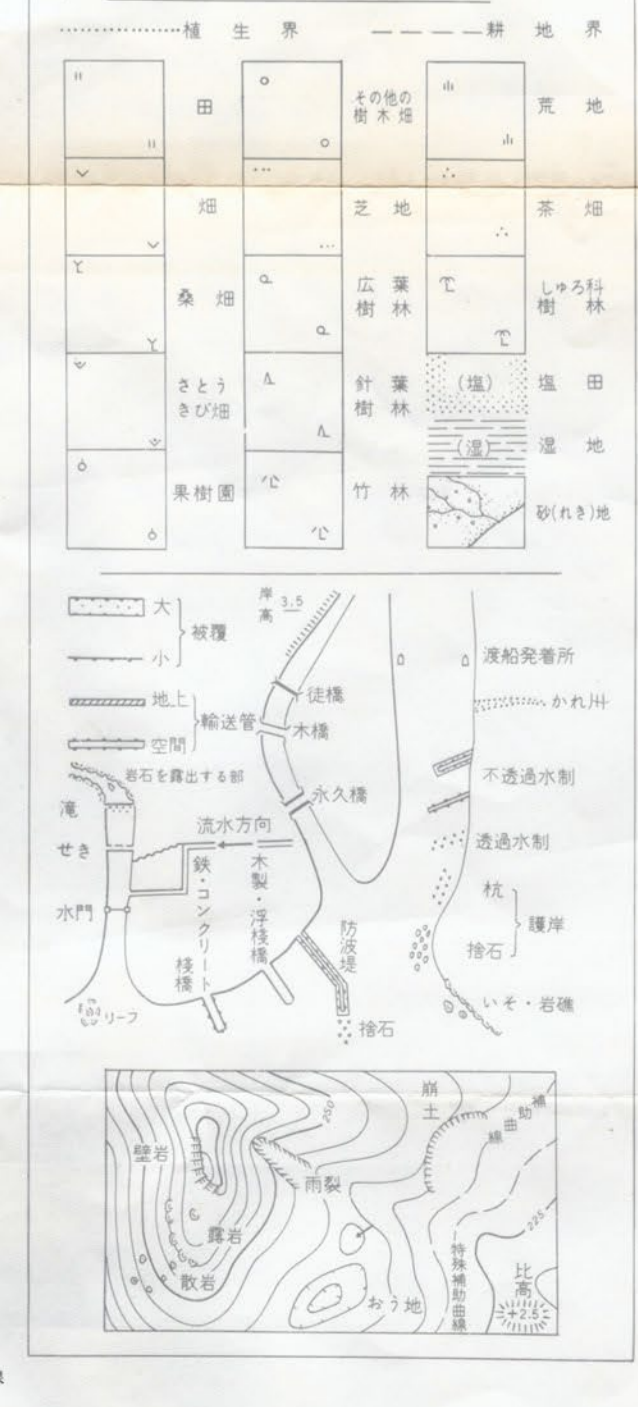 植生界
耕地界
田
その他の
樹木畑
荒地
畑
芝地
茶畑
桑畑
広葉
樹林
しゅろ科
樹林
さとう
きび畑
針葉
樹林
(塩)
塩田
(湿)
湿地
果樹園
竹林
砂(れき)地
大
小
被覆
地上
空間
輸送管
岩石を露出する部
滝
せき
水門
リーフ
岸高
3.5
徒橋
木橋
永久橋
流水方向
鉄・コンクリート
桟橋
木製・浮桟橋
防波堤
捨石
渡船発着所
かれ川
不透過水制
透過水制
杭
捨石
護岸
いそ・岩礁
250
崩土
補助曲線
壁岩
雨裂
露岩
散岩
おう地
特殊補助曲線
225
比高
+2.5